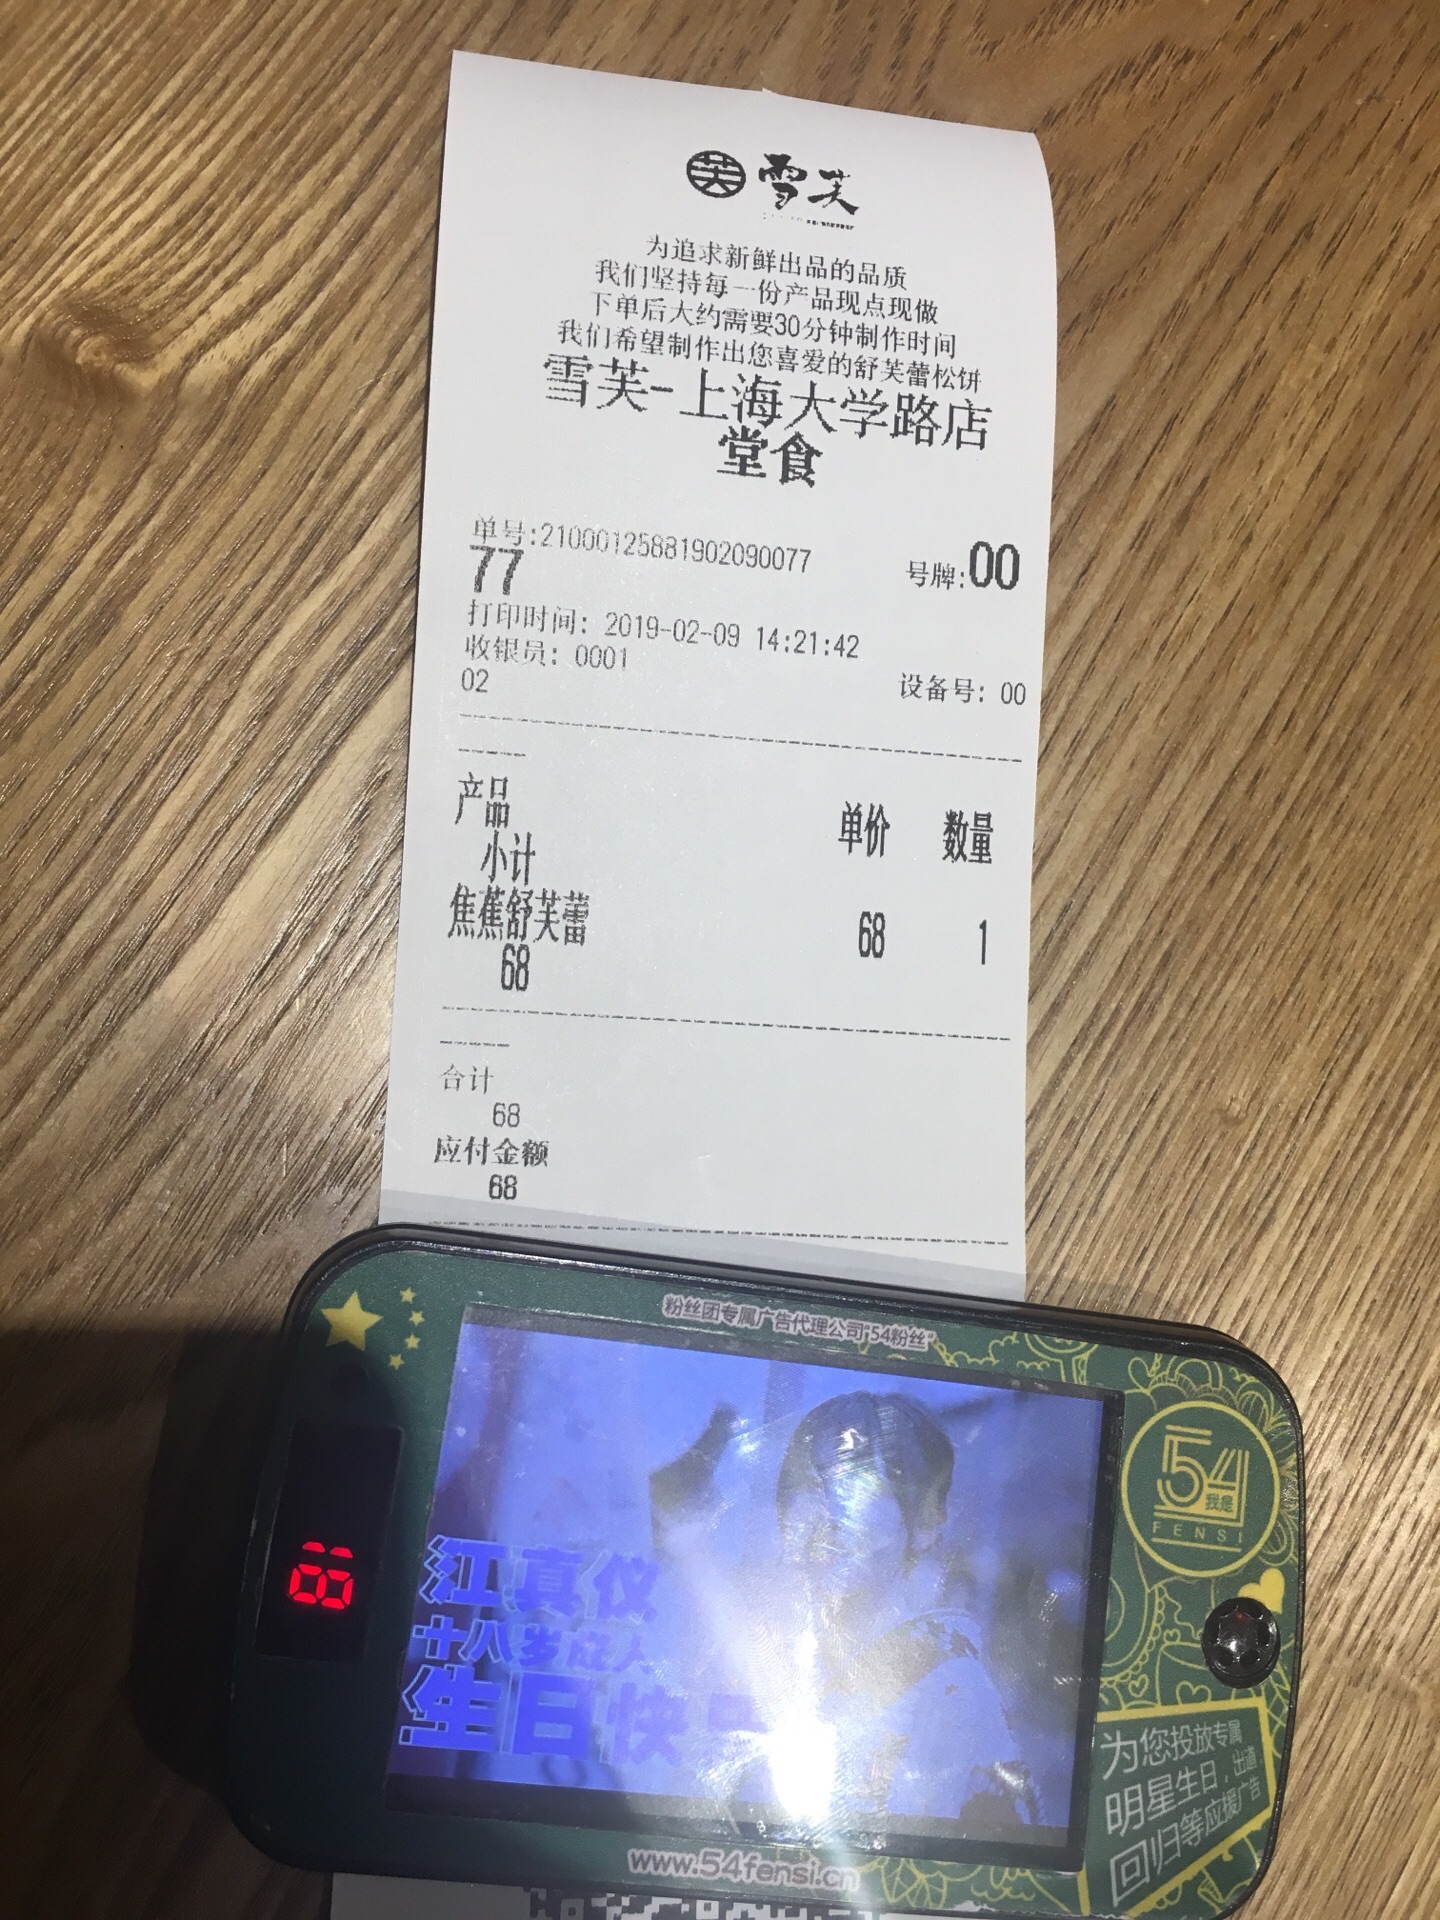 芙 雪芙
为追求新鲜出品的品质
我们坚持每一份产品现点现做
下单后大约需要30分钟制作时间
我们希望制作出您喜爱的舒芙蕾松饼
雪芙-上海大学路店
堂食
单号:21000125881902090077 号牌:00
77
打印时间: 2019-02-09 14:21:42
收银员: 0001 设备号: 00
02
产品 单价 数量
小计
焦蕉舒芙蕾 68 1
68
合计
68
应付金额
68
粉丝团专属广告代理公司"54粉丝"
54
我是
FENSI
江真仪
十八岁成人
生日快
为您投放专属
明星生日,出道
回归等应援广告
www.54fensi.cn